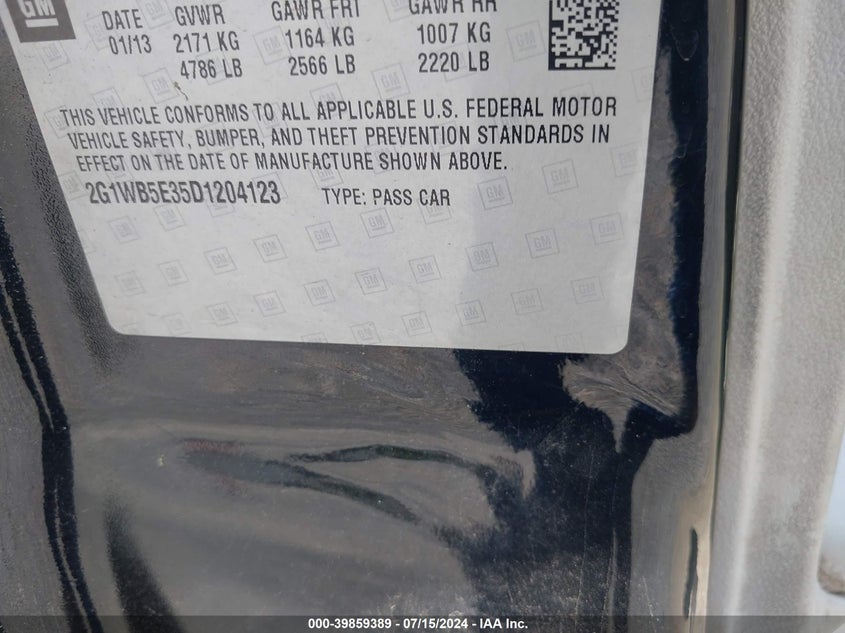 GM
DATE GVWR GAWR FRT GAWR RR
01/13 2171 KG 1164 KG 1007 KG
4786 LB 2566 LB 2220 LB
THIS VEHICLE CONFORMS TO ALL APPLICABLE U.S. FEDERAL MOTOR
VEHICLE SAFETY, BUMPER, AND THEFT PREVENTION STANDARDS IN
EFFECT ON THE DATE OF MANUFACTURE SHOWN ABOVE.
2G1WB5E35D1204123 TYPE: PASS CAR
000-39859389 - 07/15/2024 - IAA Inc.